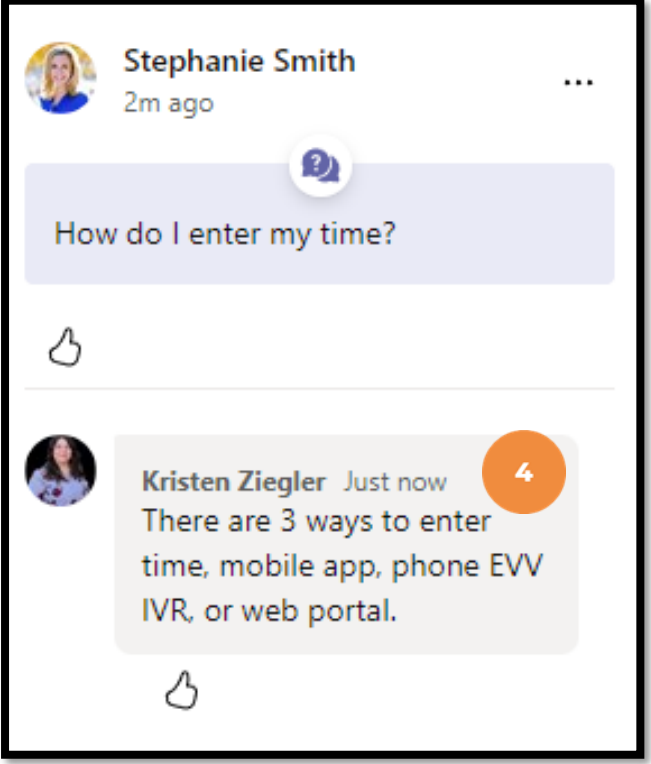 Stephanie Smith
...
2m ago
?
How do I enter my time?
Kristen Ziegler Just now
4
There are 3 ways to enter
time, mobile app, phone EVV
IVR, or web portal.